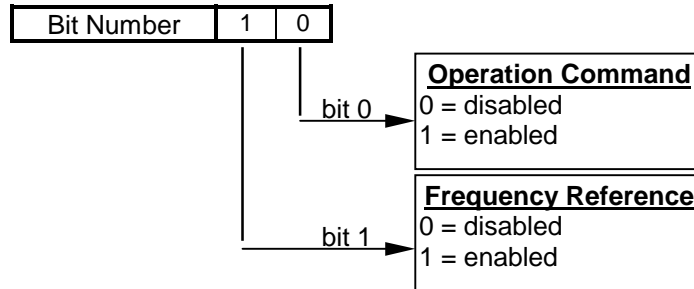 Bit Number 1 0
Operation Command
bit 0
0 = disabled
1 = enabled
Frequency Reference
bit 1
0 = disabled
1 = enabled